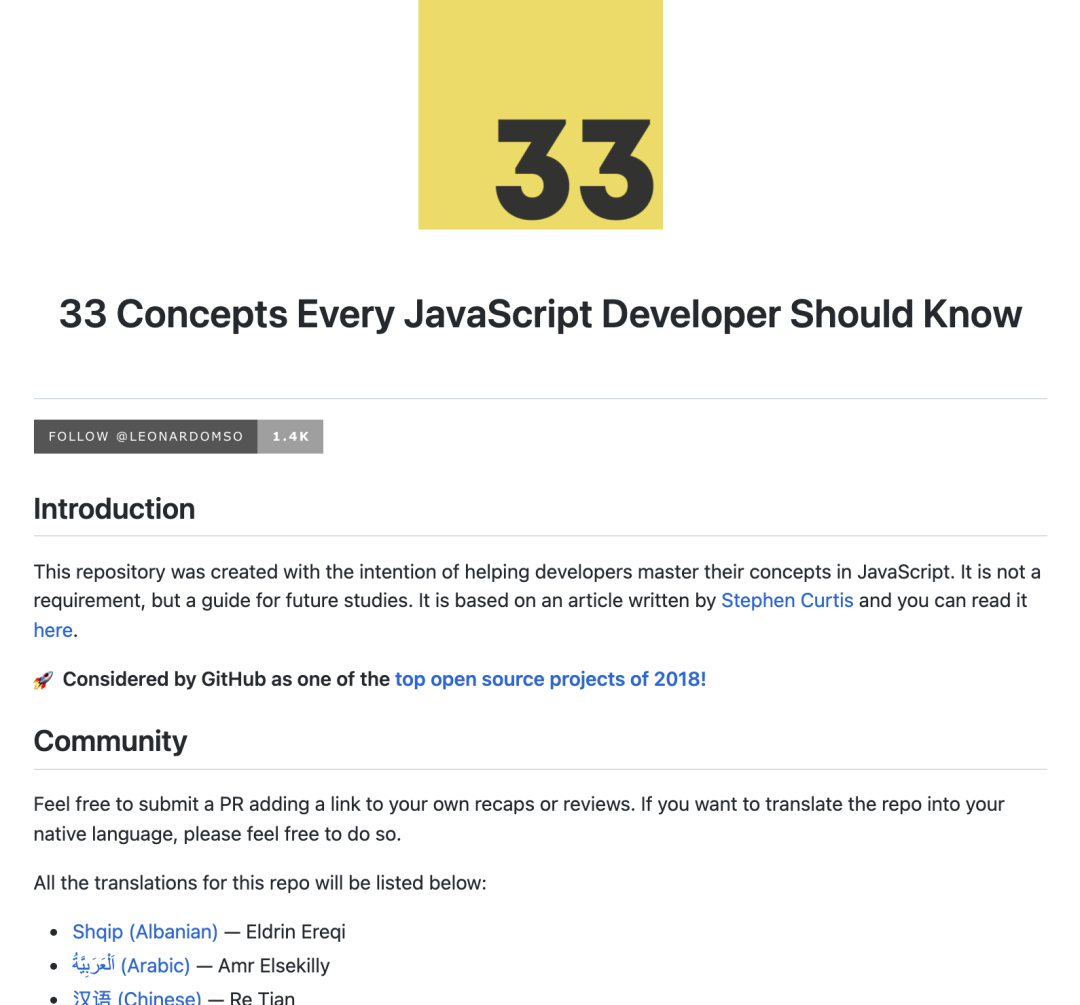 33
33 Concepts Every JavaScript Developer Should Know
FOLLOW @LEONARDOMSO 1.4K
Introduction
This repository was created with the intention of helping developers master their concepts in JavaScript. It is not a
requirement, but a guide for future studies. It is based on an article written by Stephen Curtis and you can read it
here.
🚀 Considered by GitHub as one of the top open source projects of 2018!
Community
Feel free to submit a PR adding a link to your own recaps or reviews. If you want to translate the repo into your
native language, please feel free to do so.
All the translations for this repo will be listed below:
• Shqip (Albanian) — Eldrin Ereqi
• اَلْعَرَبِيَّةُ (Arabic) — Amr Elsekilly
• 汉语 (Chinese) — Re Tian